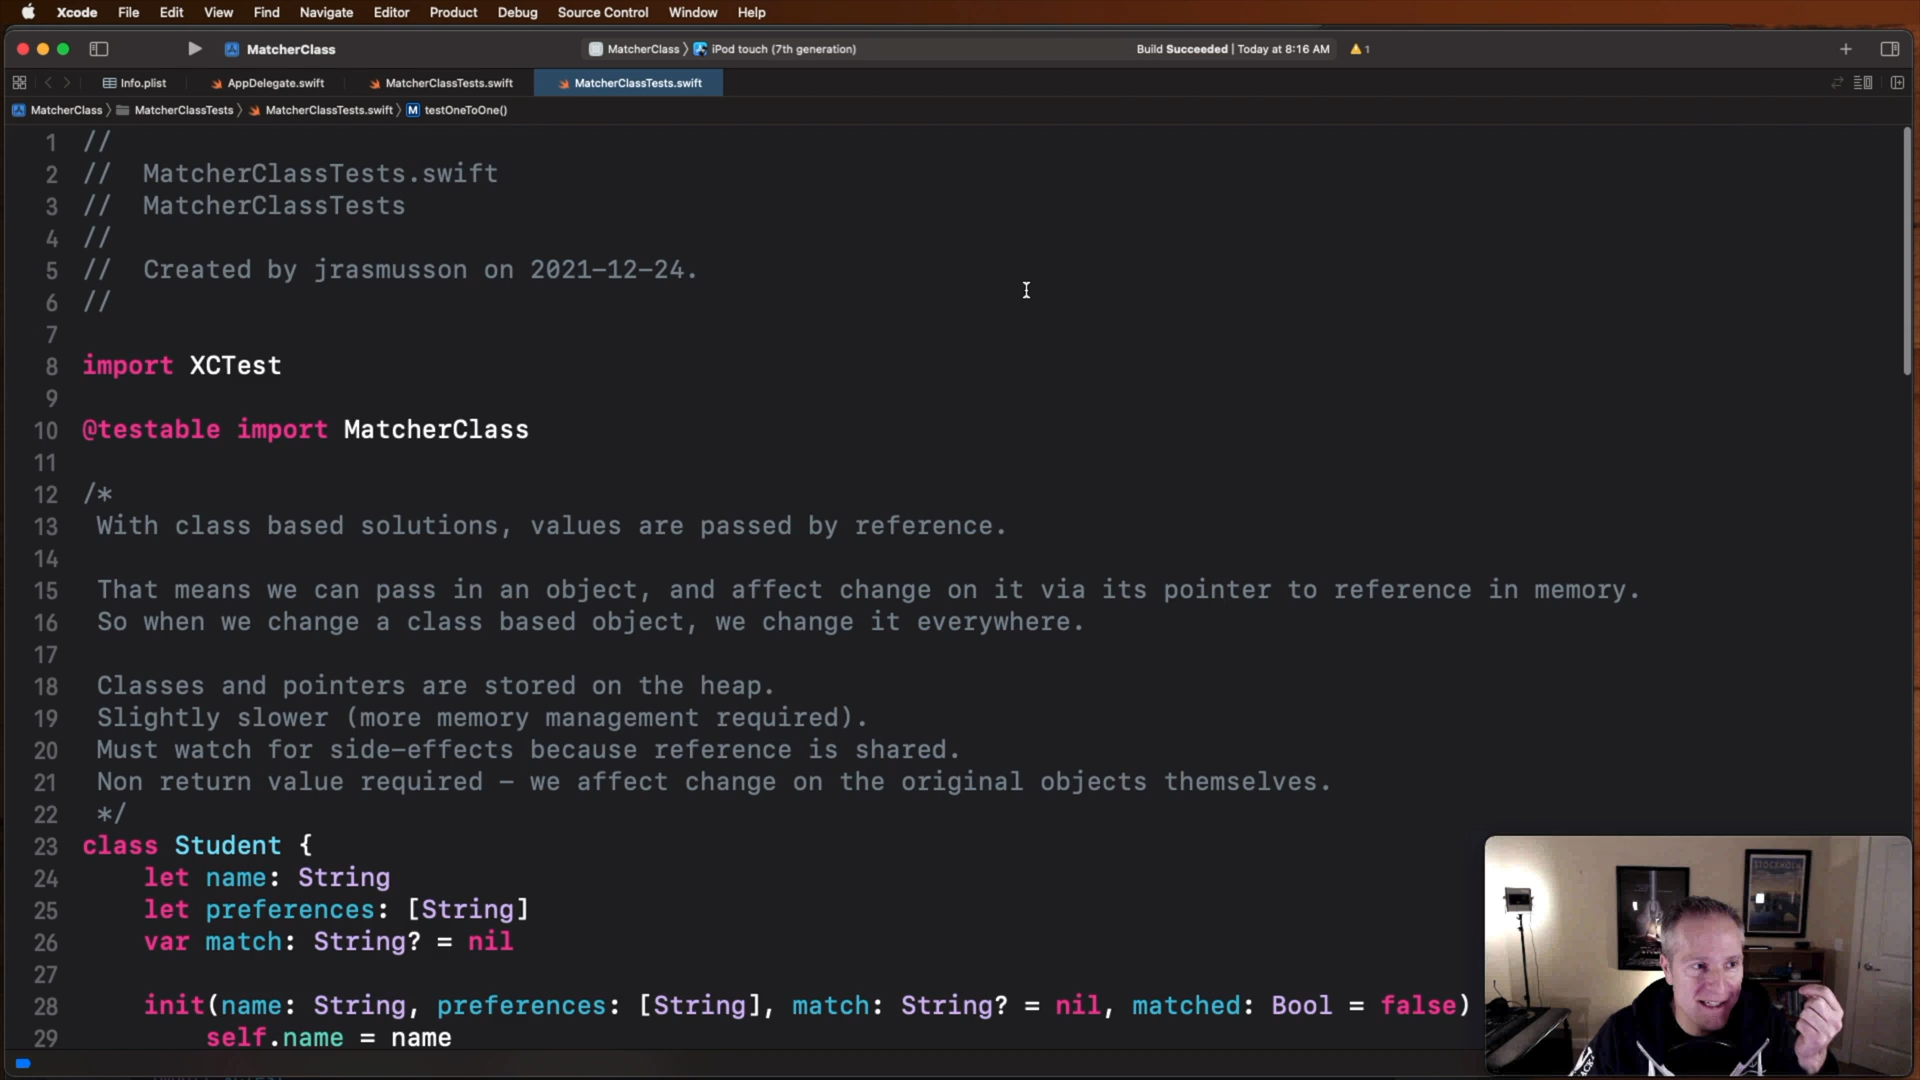 Xcode File Edit View Find Navigate Editor Product Debug Source Control Window Help
MatcherClass MatcherClass 〉 iPod touch (7th generation) Build Succeeded | Today at 8:16 AM 1
Info.plist AppDelegate.swift MatcherClassTests.swift MatcherClassTests.swift
MatcherClass 〉 MatcherClassTests 〉 MatcherClassTests.swift 〉 M testOneToOne()
1 //
2 //  MatcherClassTests.swift
3 //  MatcherClassTests
4 //
5 //  Created by jrasmusson on 2021-12-24.
6 //
7
8 import XCTest
9
10 @testable import MatcherClass
11
12 /*
13 With class based solutions, values are passed by reference.
14
15 That means we can pass in an object, and affect change on it via its pointer to reference in memory.
16 So when we change a class based object, we change it everywhere.
17
18 Classes and pointers are stored on the heap.
19 Slightly slower (more memory management required).
20 Must watch for side-effects because reference is shared.
21 Non return value required – we affect change on the original objects themselves.
22 */
23 class Student {
24 let name: String
25 let preferences: [String]
26 var match: String? = nil
27
28 init(name: String, preferences: [String], match: String? = nil, matched: Bool = false)
29 self.name = name
STOCKHOLM